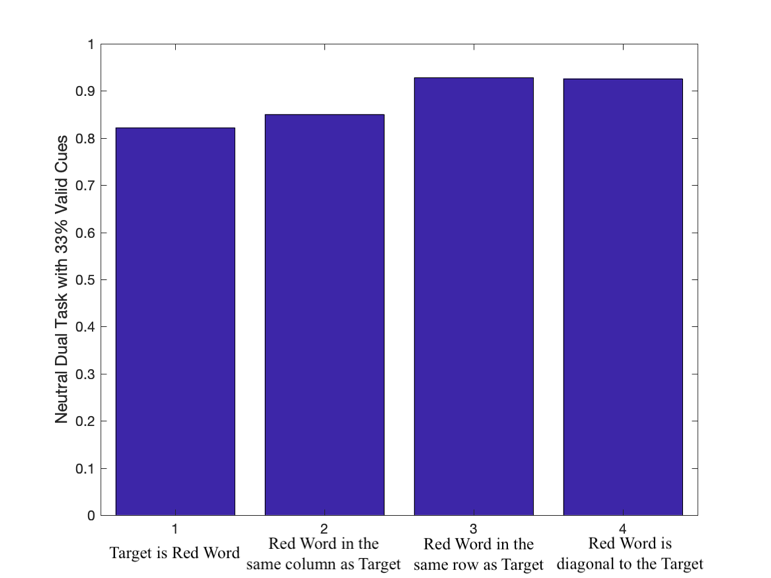 Neutral Dual Task with 33% Valid Cues
1
0.9
0.8
0.7
0.6
0.5
0.4
0.3
0.2
0.1
0
1
2
3
4
Target is Red Word
Red Word in the
same column as Target
Red Word in the
same row as Target
Red Word is
diagonal to the Target